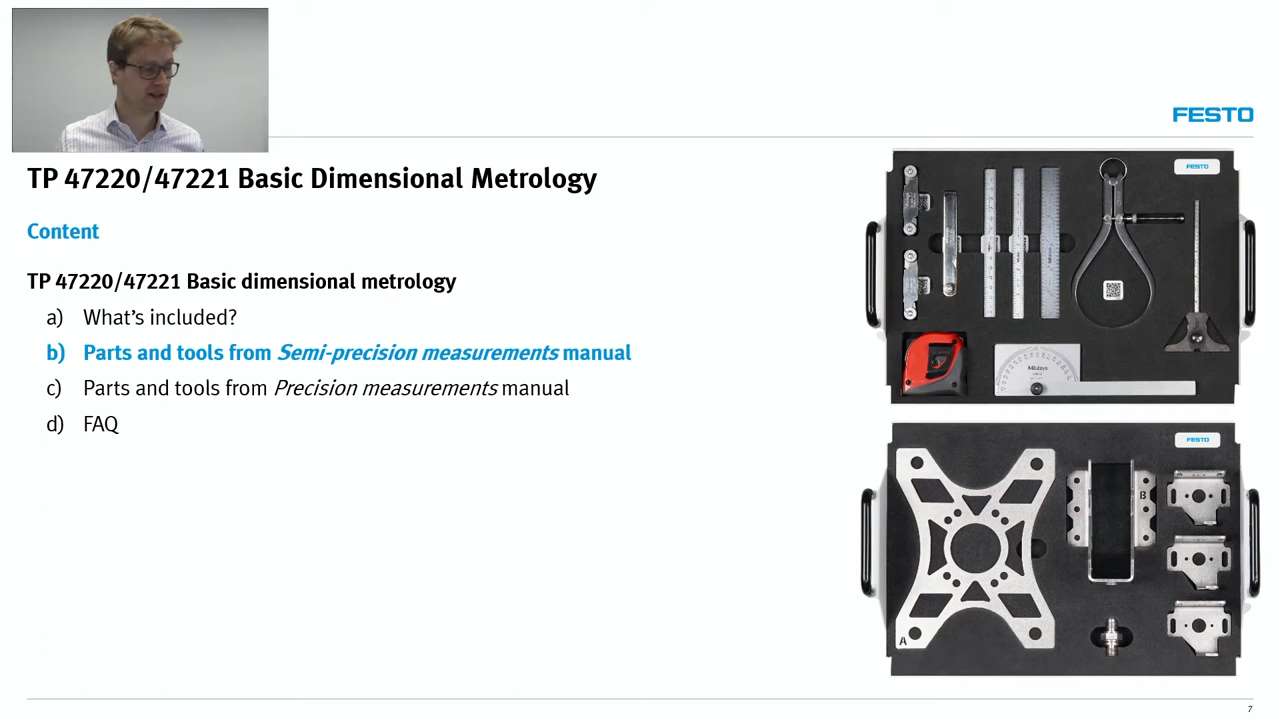 FESTO
TP 47220/47221 Basic Dimensional Metrology
Content
TP 47220/47221 Basic dimensional metrology
a) What's included?
b) Parts and tools from Semi-precision measurements manual
c) Parts and tools from Precision measurements manual
d) FAQ
FESTO
Mitutoyo
FESTO
B
A
7